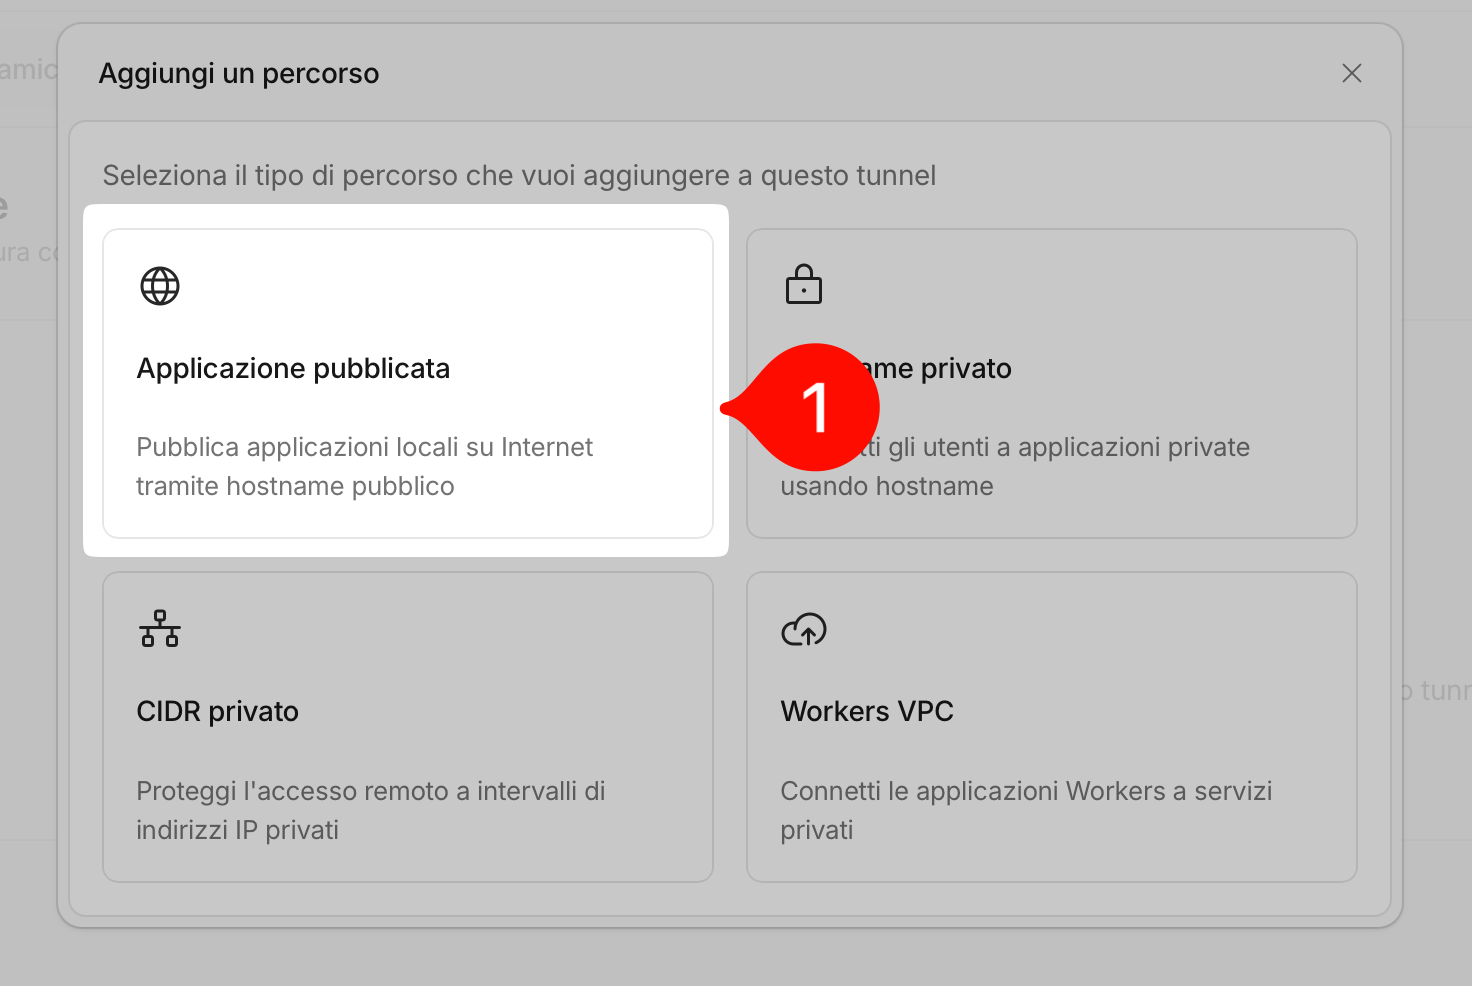 Aggiungi un percorso
Seleziona il tipo di percorso che vuoi aggiungere a questo tunnel
Applicazione pubblicata
Pubblica applicazioni locali su Internet
tramite hostname pubblico
1
privato
gli utenti a applicazioni private
usando hostname
CIDR privato
Proteggi l'accesso remoto a intervalli di
indirizzi IP privati
Workers VPC
Connetti le applicazioni Workers a servizi
privati